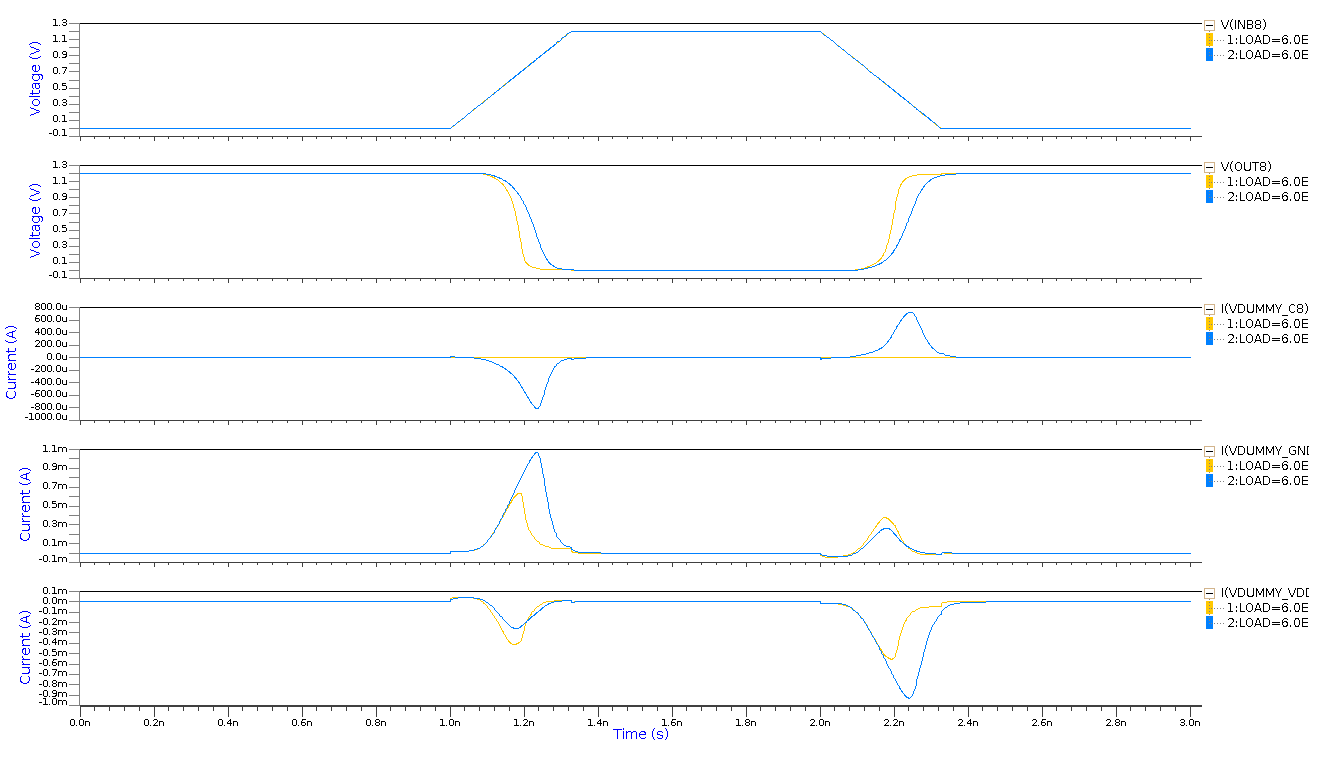 V(INB8)
1:LOAD=6.0E
2:LOAD=6.0E
Voltage (V)
1.3
1.1
0.9
0.7
0.5
0.3
0.1
-0.1
V(OUT8)
1:LOAD=6.0E
2:LOAD=6.0E
Voltage (V)
1.3
1.1
0.9
0.7
0.5
0.3
0.1
-0.1
I(VDUMMY_C8)
1:LOAD=6.0E
2:LOAD=6.0E
Current (A)
800.0u
600.0u
400.0u
200.0u
0.0u
-200.0u
-400.0u
-600.0u
-800.0u
-1000.0u
I(VDUMMY_GND
1:LOAD=6.0E
2:LOAD=6.0E
Current (A)
1.1m
0.9m
0.7m
0.5m
0.3m
0.1m
-0.1m
I(VDUMMY_VDD
1:LOAD=6.0E
2:LOAD=6.0E
Current (A)
0.1m
0.0m
-0.1m
-0.2m
-0.3m
-0.4m
-0.5m
-0.6m
-0.7m
-0.8m
-0.9m
-1.0m
0.0n 0.2n 0.4n 0.6n 0.8n 1.0n 1.2n 1.4n 1.6n 1.8n 2.0n 2.2n 2.4n 2.6n 2.8n 3.0n
Time (s)